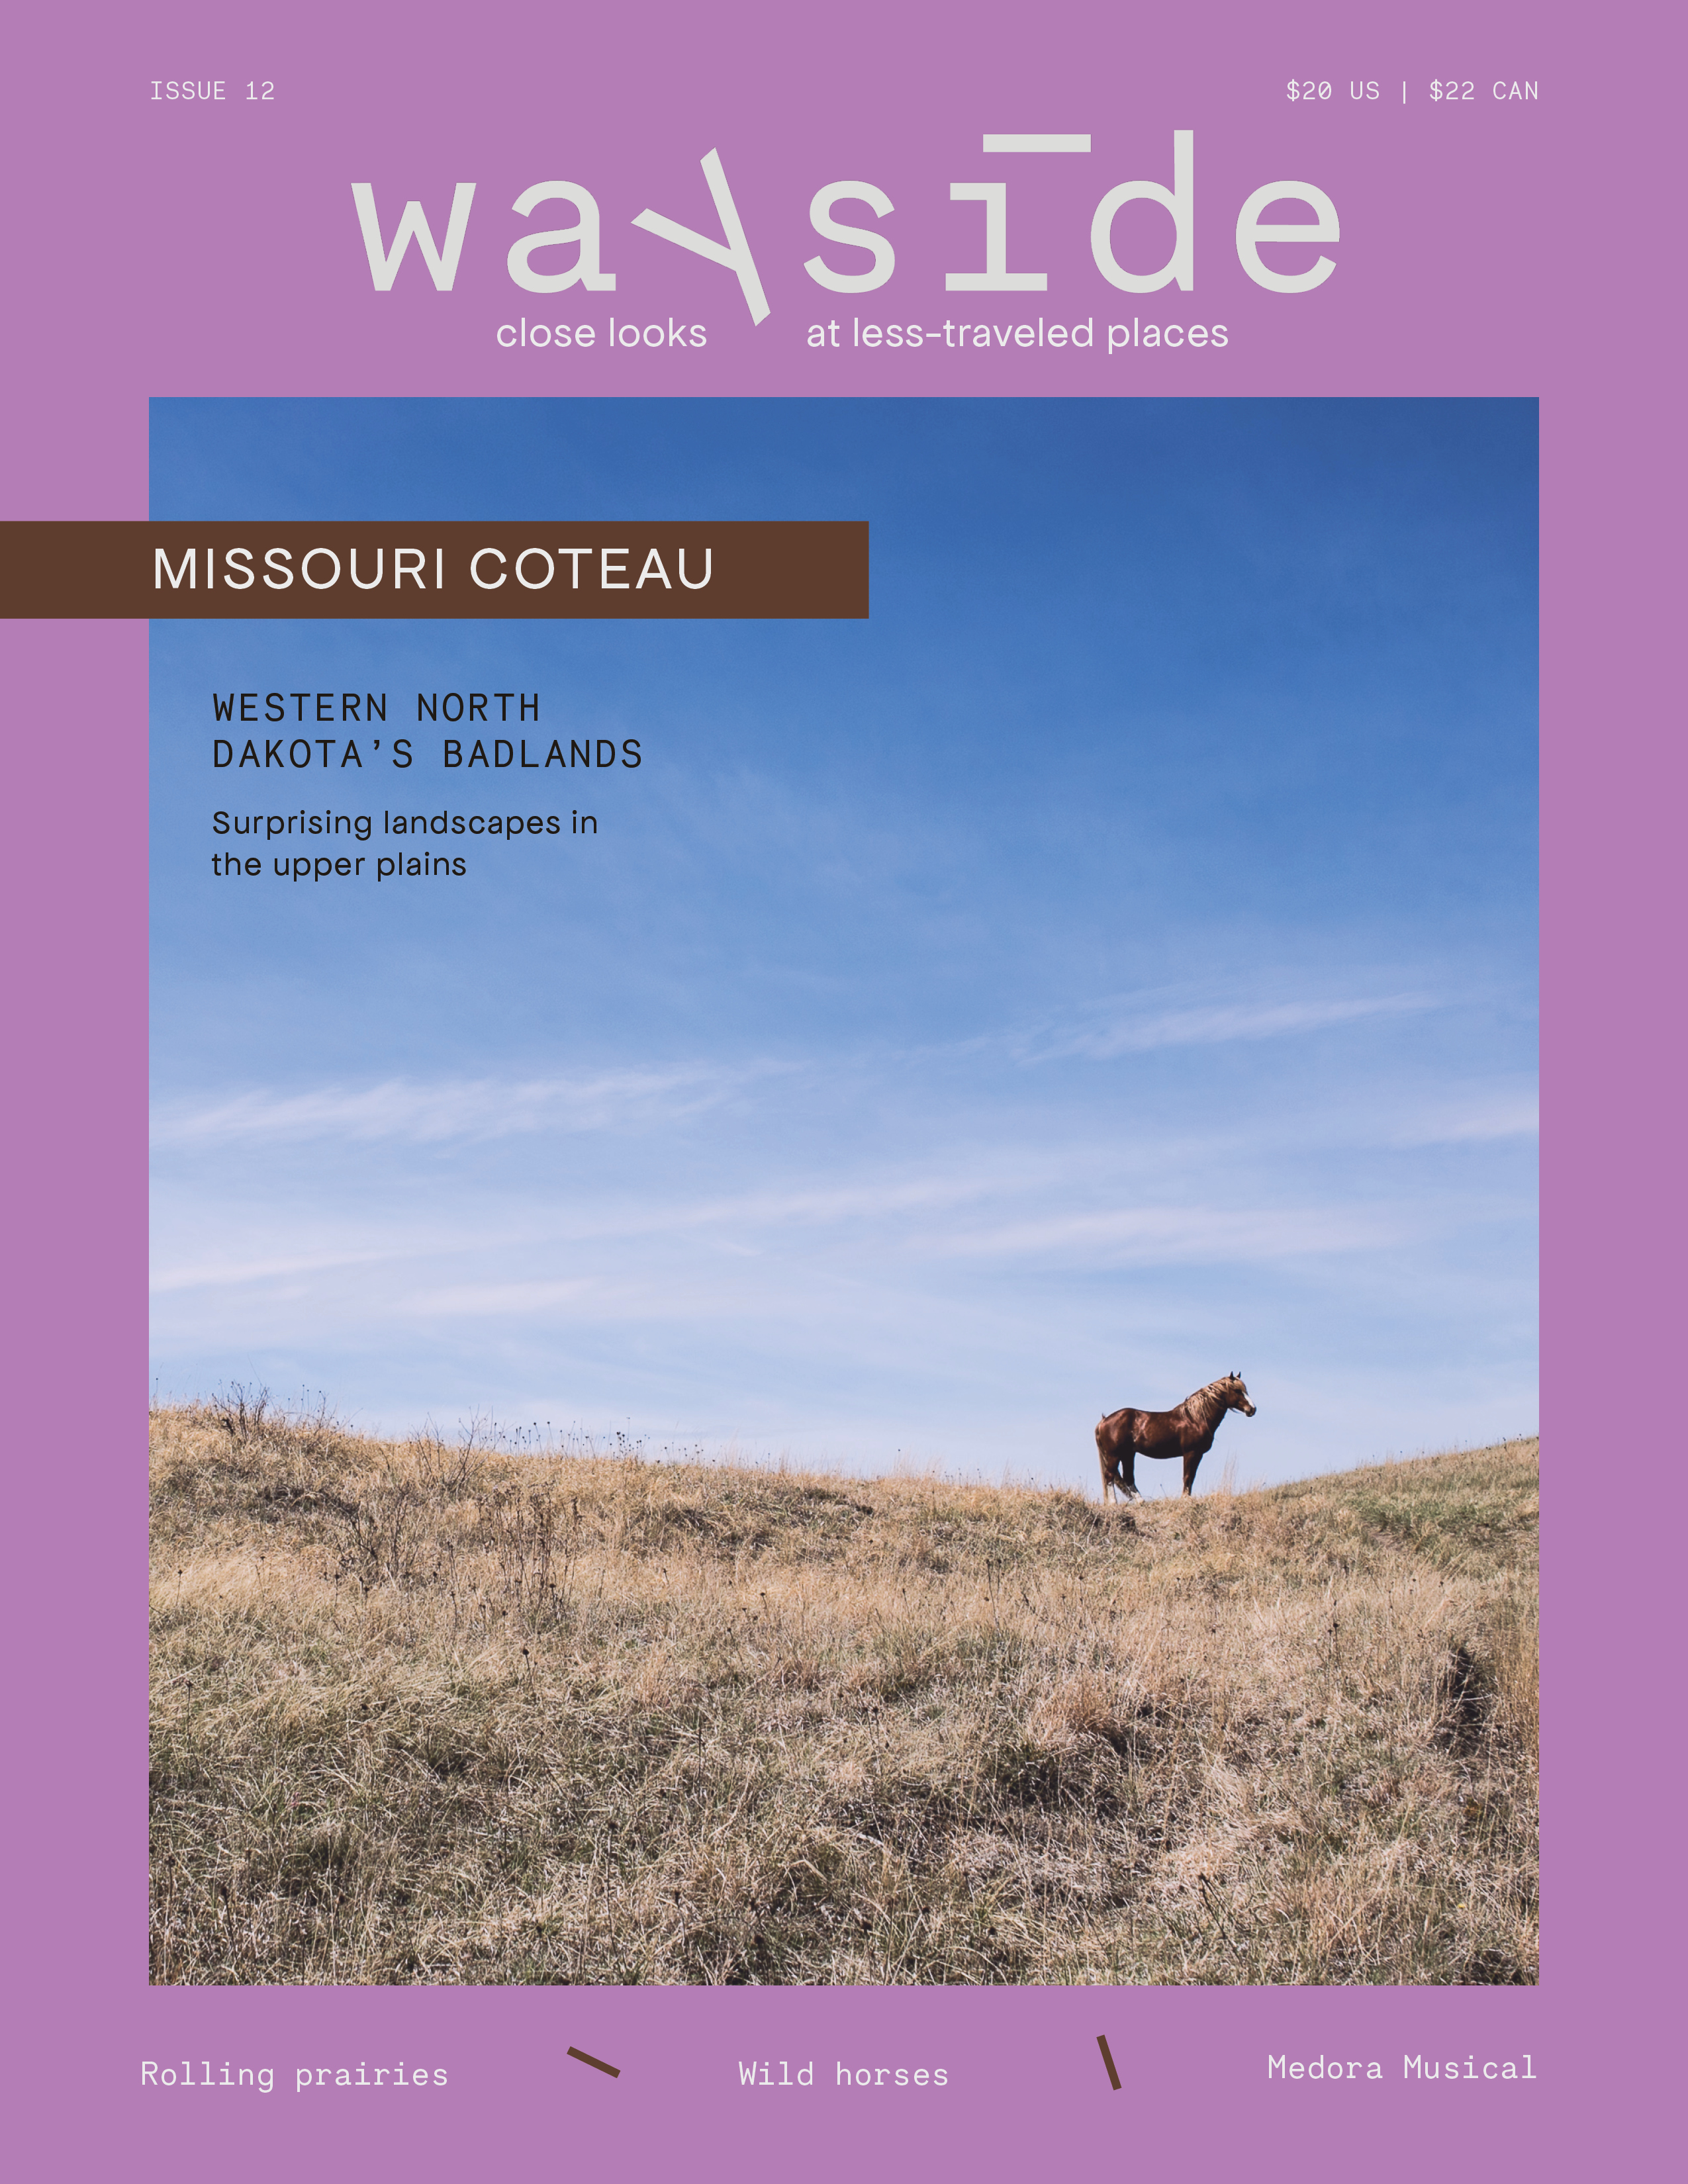 ISSUE 12
$20 US | $22 CAN
wayside
close looks at less-traveled places
MISSOURI COTEAU
WESTERN NORTH
DAKOTA’S BADLANDS
Surprising landscapes in
the upper plains
Rolling prairies
Wild horses
Medora Musical